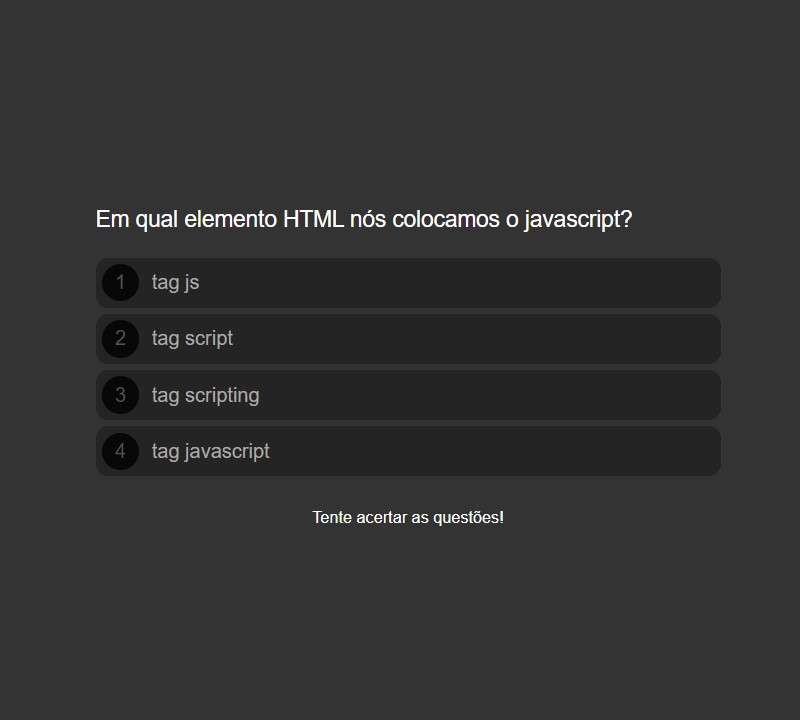 Em qual elemento HTML nós colocamos o javascript?
1 tag js
2 tag script
3 tag scripting
4 tag javascript
Tente acertar as questões!